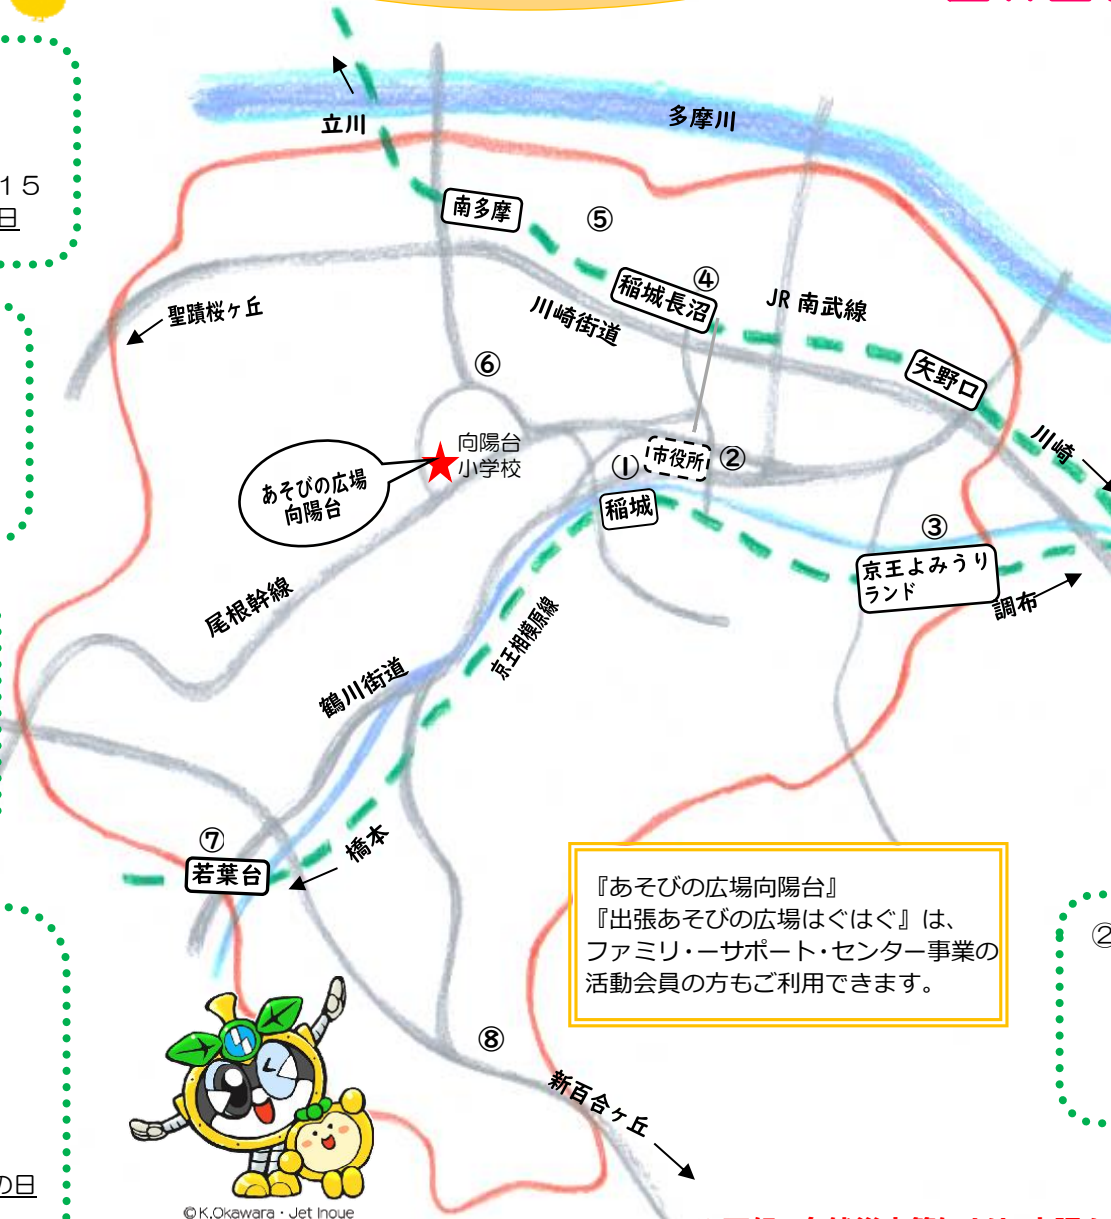 立川
多摩川
15
日
南多摩
⑤
④
稲城長沼
JR 南武線
聖蹟桜ヶ丘
川崎街道
⑥
矢野口
川崎
向陽台
小学校
あそびの広場
向陽台
①
市役所
②
稲城
③
京王よみうり
ランド
調布
尾根幹線
京王相模原線
鶴川街道
⑦
若葉台
橋本
『あそびの広場向陽台』
『出張あそびの広場はぐはぐ』は、
ファミリ・ーサポート・センター事業の
活動会員の方もご利用できます。
②
⑧
新百合ヶ丘
の日
©K.Okawara・Jet Inoue